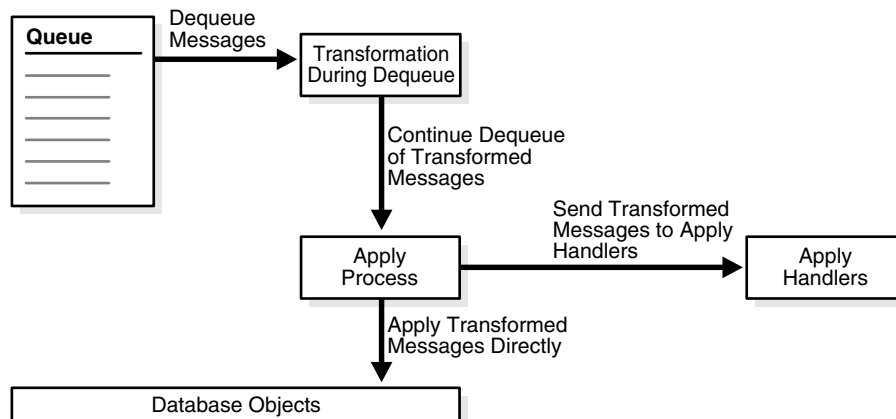 Queue
Dequeue
Messages
Transformation
During Dequeue
Continue Dequeue
of Transformed
Messages
Apply
Process
Send Transformed
Messages to Apply
Handlers
Apply
Handlers
Apply Transformed
Messages Directly
Database Objects